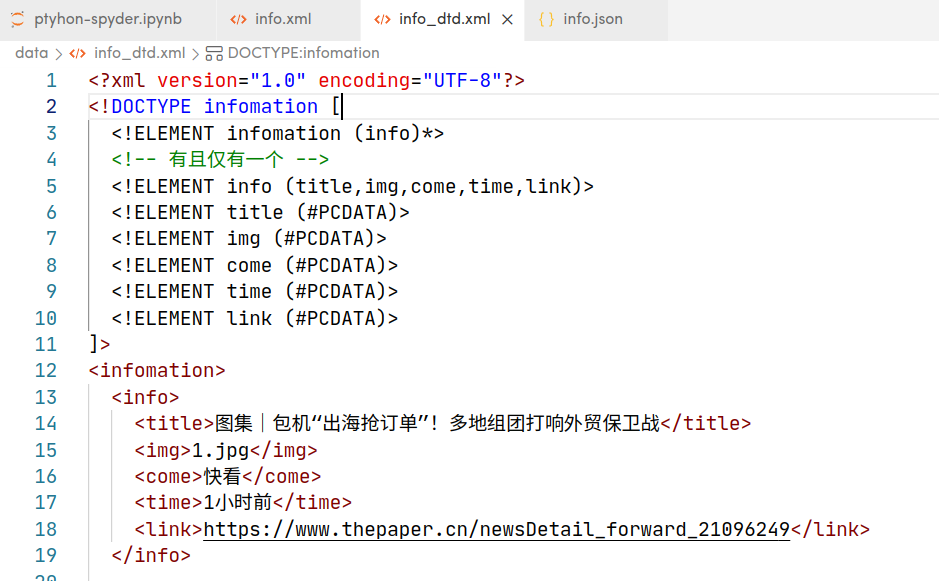 ptyhon-spyder.ipynb info.xml info_dtd.xml info.json
data > info_dtd.xml > DOCTYPE:infomation
1 <?xml version="1.0" encoding="UTF-8"?>
2 <!DOCTYPE infomation [
3 <!ELEMENT infomation (info)*>
4 <!-- 有且仅有一个 -->
5 <!ELEMENT info (title,img,come,time,link)>
6 <!ELEMENT title (#PCDATA)>
7 <!ELEMENT img (#PCDATA)>
8 <!ELEMENT come (#PCDATA)>
9 <!ELEMENT time (#PCDATA)>
10 <!ELEMENT link (#PCDATA)>
11 ]>
12 <infomation>
13 <info>
14 <title>图集｜包机“出海抢订单”！多地组团打响外贸保卫战</title>
15 <img>1.jpg</img>
16 <come>快看</come>
17 <time>1小时前</time>
18 <link>https://www.thepaper.cn/newsDetail_forward_21096249</link>
19 </info>
20